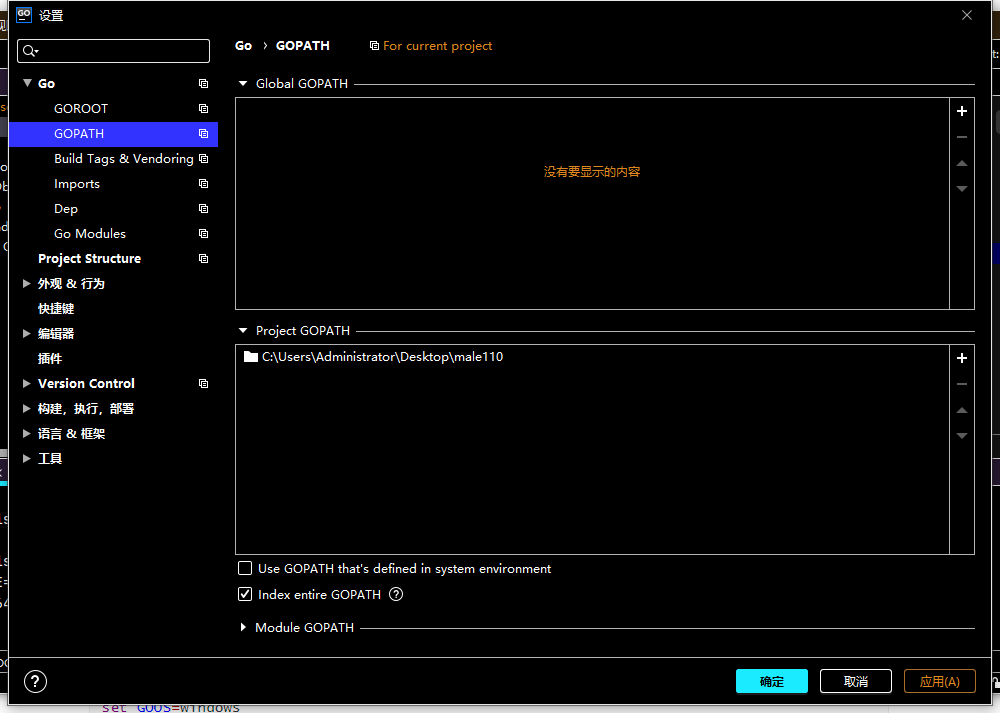 GO 设置
Go › GOPATH For current project
Go
GOROOT
GOPATH
Build Tags & Vendoring
Imports
Dep
Go Modules
Project Structure
外观 & 行为
快捷键
编辑器
插件
Version Control
构建，执行，部署
语言 & 框架
工具
Global GOPATH
没有要显示的内容
Project GOPATH
C:\Users\Administrator\Desktop\male110
Use GOPATH that's defined in system environment
Index entire GOPATH ?
Module GOPATH
?
确定
取消
应用(A)
set GOOS=windows